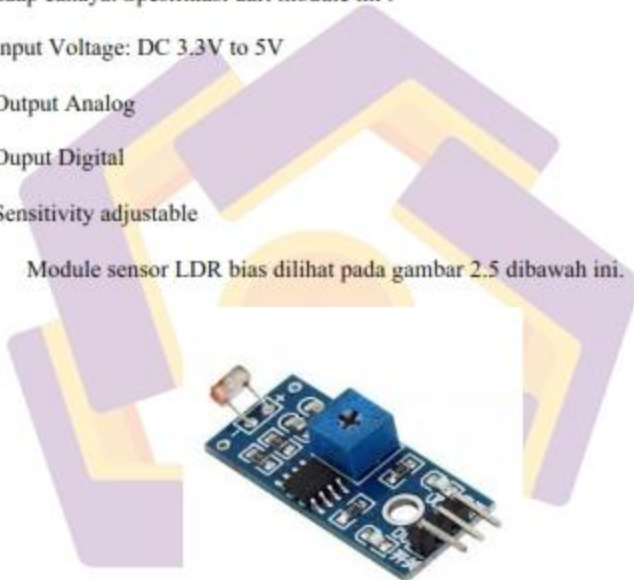 Input Voltage: DC 3.3V to 5V
Output Analog
Ouput Digital
Sensitivity adjustable
Module sensor LDR bias dilihat pada gambar 2.5 dibawah ini.